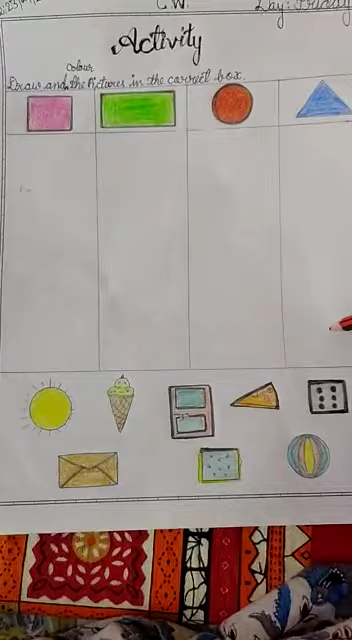 C.W. Day: Friday
Activity
colour
Draw and the Pictures in the correct box.